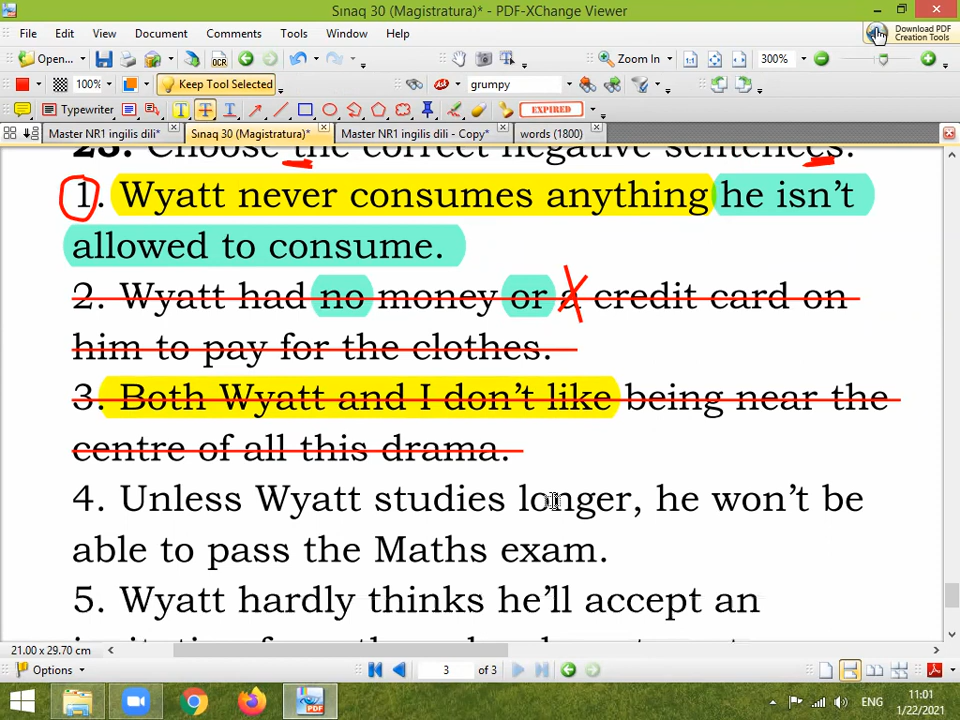 Sınaq 30 (Magistratura)* - PDF-XChange Viewer
File Edit View Document Comments Tools Window Help
Download PDF
Creation Tools
Open... OCR Zoom In 300%
100% Keep Tool Selected grumpy
Typewriter EXPIRED
Master NR1 ingilis dili* Sınaq 30 (Magistratura)* Master NR1 ingilis dili - Copy* words (1800)
23. Choose the correct negative sentences.
1. Wyatt never consumes anything he isn't
allowed to consume.
2. Wyatt had no money or a credit card on
him to pay for the clothes.
3. Both Wyatt and I don't like being near the
centre of all this drama.
4. Unless Wyatt studies longer, he won't be
able to pass the Maths exam.
5. Wyatt hardly thinks he'll accept an
21.00 x 29.70 cm
Options 3 of 3
PDF ENG 11:01
1/22/2021